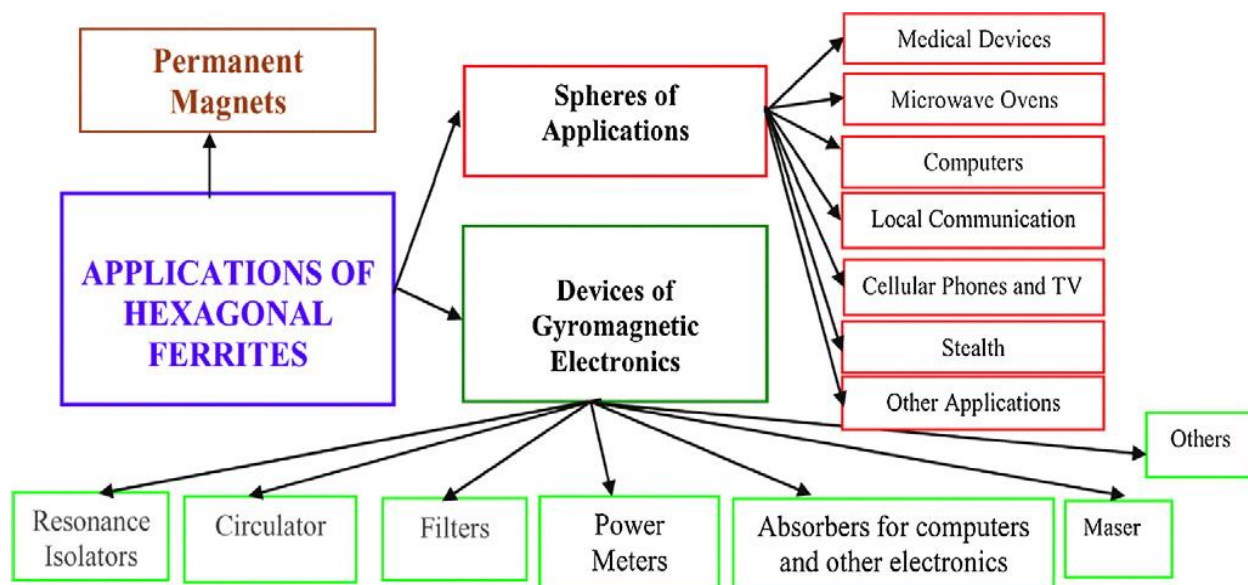 Permanent
Magnets
APPLICATIONS OF
HEXAGONAL
FERRITES
Spheres of
Applications
Devices of
Gyromagnetic
Electronics
Medical Devices
Microwave Ovens
Computers
Local Communication
Cellular Phones and TV
Stealth
Other Applications
Others
Resonance
Isolators
Circulator
Filters
Power
Meters
Absorbers for computers
and other electronics
Maser